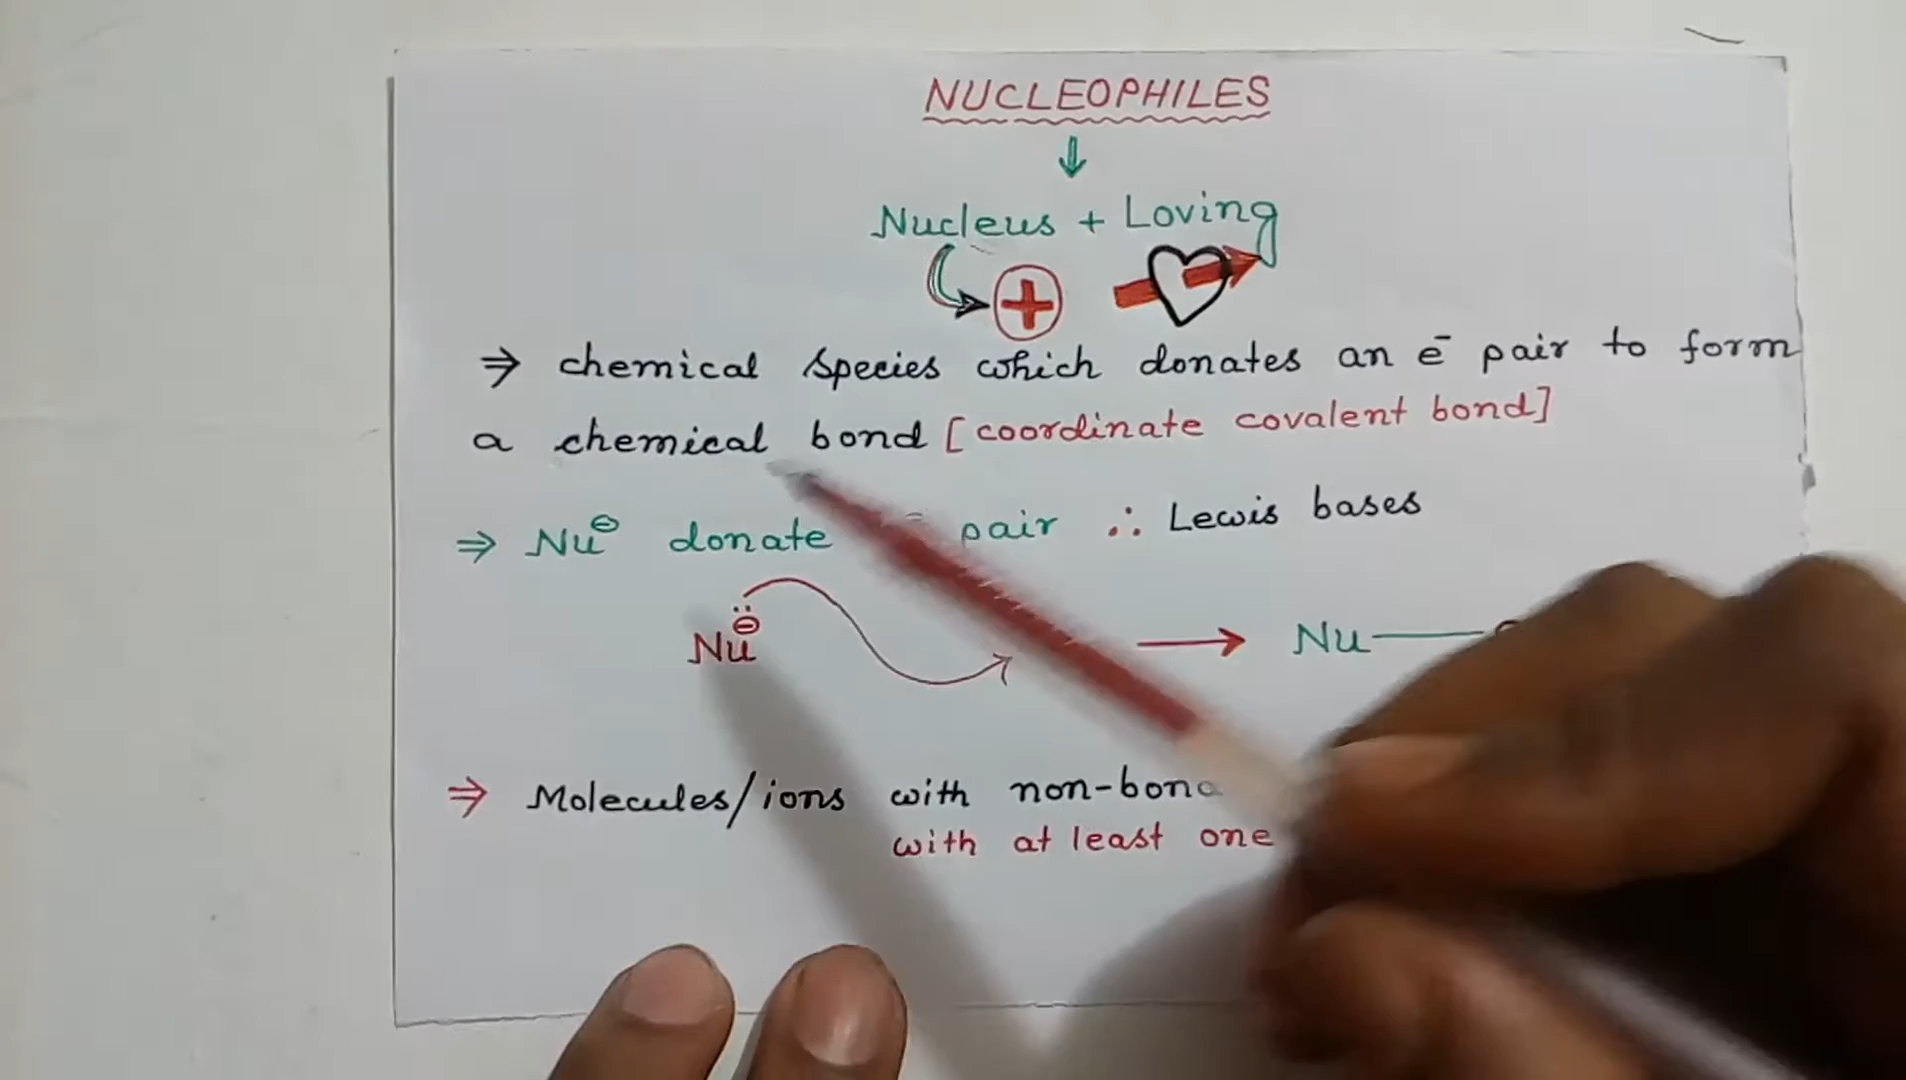 NUCLEOPHILES
↓
Nucleus + Loving
+
⇒ chemical species which donates an e⁻ pair to form
a chemical bond [coordinate covalent bond]
⇒ Nu⊖ donate pair ∴ Lewis bases
Nü⊖ → Nu—
⇒ Molecules/ions with
with at least one